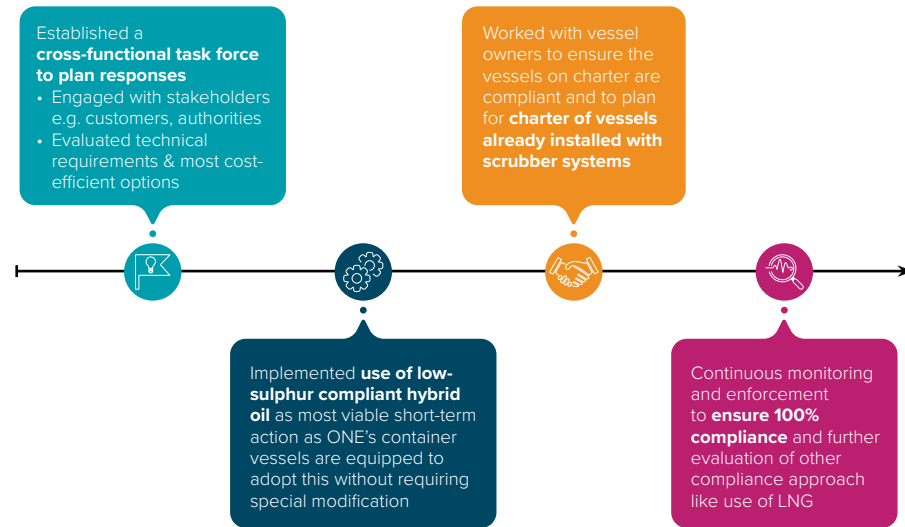 Established a
cross-functional task force
to plan responses
• Engaged with stakeholders
e.g. customers, authorities
• Evaluated technical
requirements & most cost-
efficient options
Implemented use of low-
sulphur compliant hybrid
oil as most viable short-term
action as ONE's container
vessels are equipped to
adopt this without requiring
special modification
Worked with vessel
owners to ensure the
vessels on charter are
compliant and to plan
for charter of vessels
already installed with
scrubber systems
Continuous monitoring
and enforcement
to ensure 100%
compliance and further
evaluation of other
compliance approach
like use of LNG